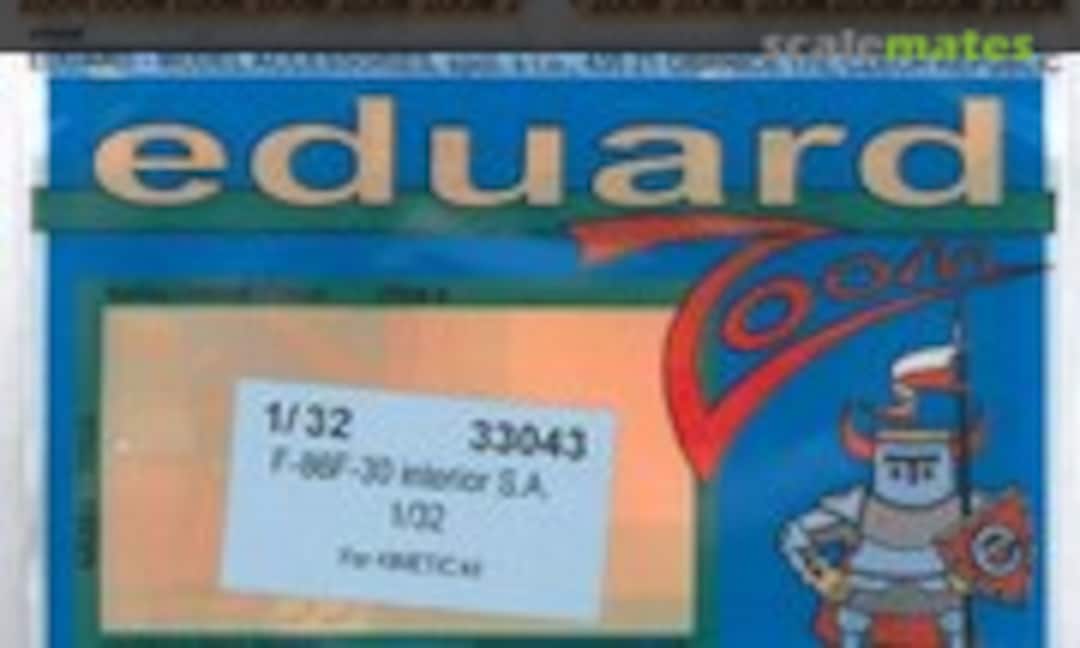 scalemates
eduard
Zoom
1/32 33043
F-86F-30 interior S.A.
1/32
For KINETIC kit